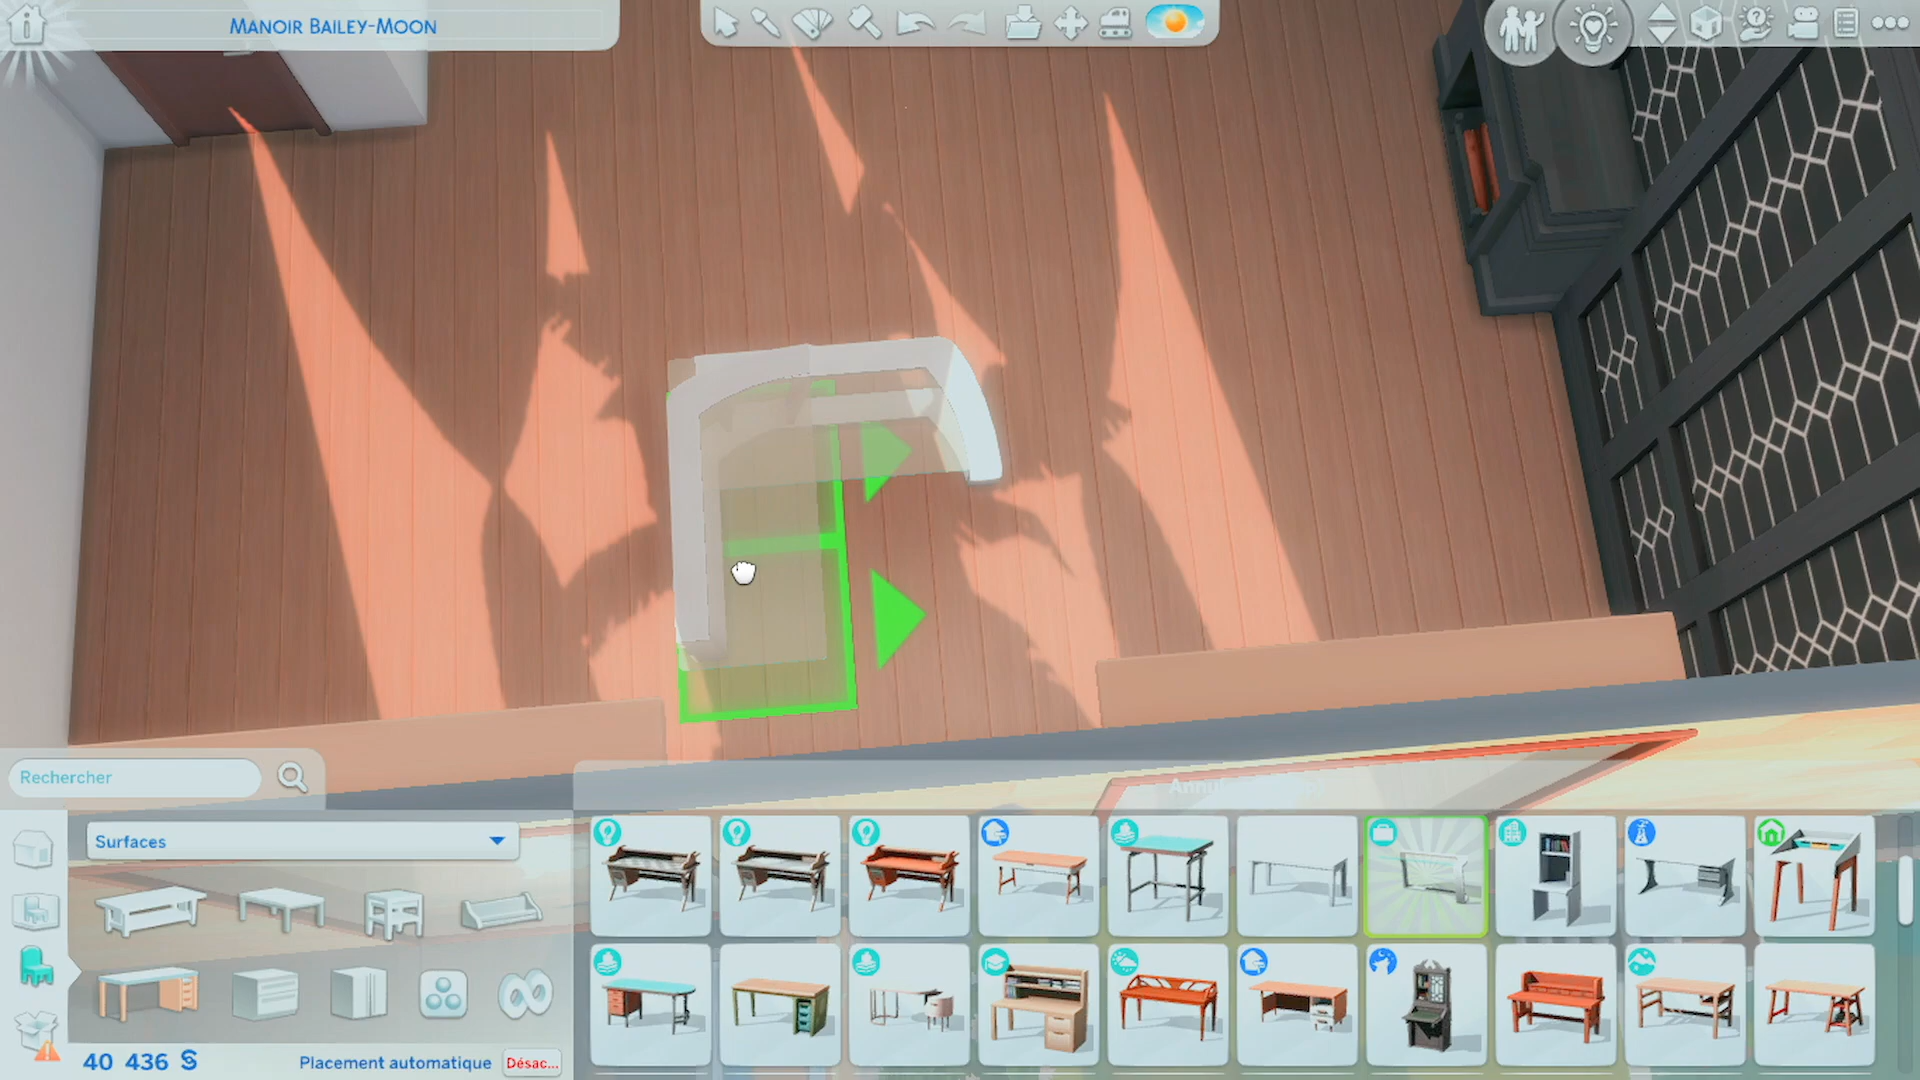 MANOIR BAILEY-MOON
Rechercher
Surfaces
40 436 S
Placement automatique
Désac...